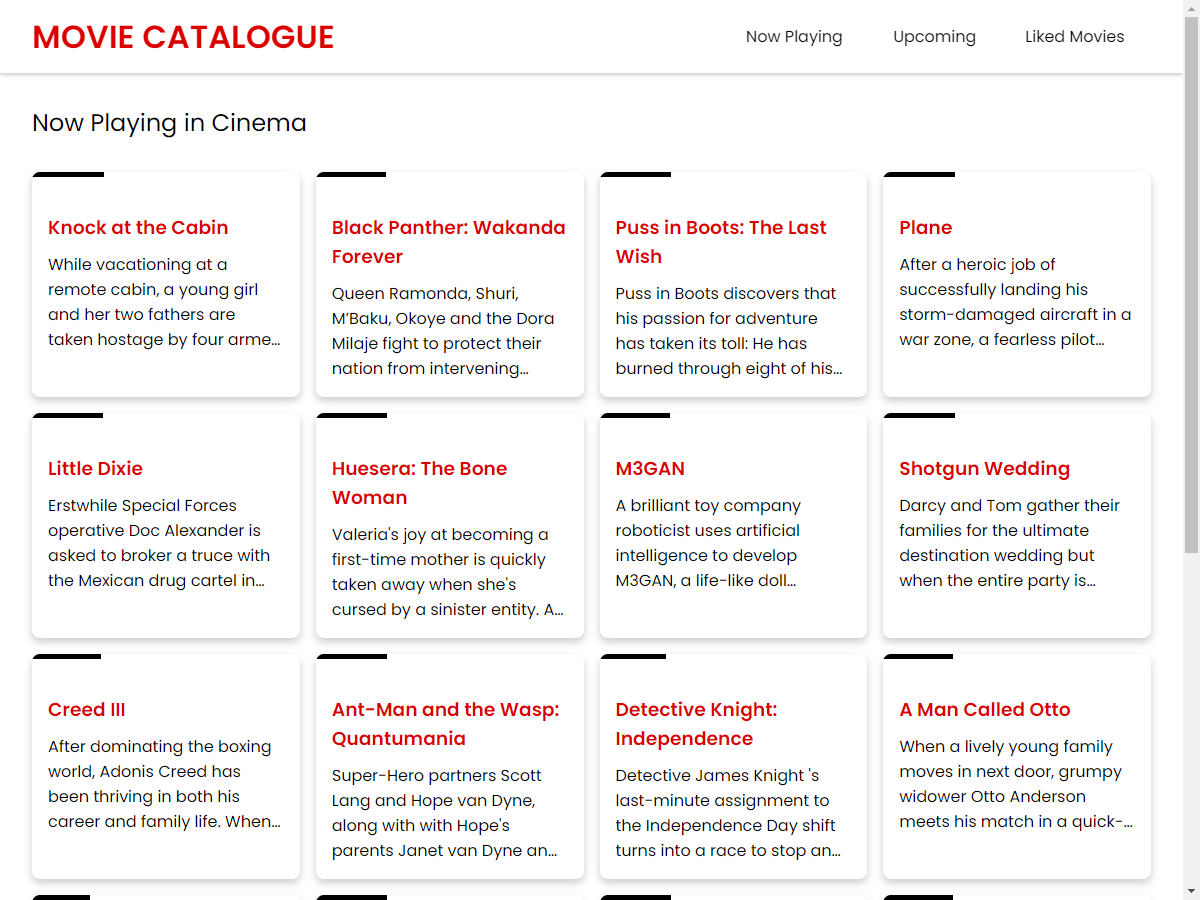 MOVIE CATALOGUE
Now Playing
Upcoming
Liked Movies
Now Playing in Cinema
Knock at the Cabin
While vacationing at a
remote cabin, a young girl
and her two fathers are
taken hostage by four arme...
Black Panther: Wakanda
Forever
Queen Ramonda, Shuri,
M’Baku, Okoye and the Dora
Milaje fight to protect their
nation from intervening...
Puss in Boots: The Last
Wish
Puss in Boots discovers that
his passion for adventure
has taken its toll: He has
burned through eight of his...
Plane
After a heroic job of
successfully landing his
storm-damaged aircraft in a
war zone, a fearless pilot...
Little Dixie
Erstwhile Special Forces
operative Doc Alexander is
asked to broker a truce with
the Mexican drug cartel in...
Huesera: The Bone
Woman
Valeria's joy at becoming a
first-time mother is quickly
taken away when she's
cursed by a sinister entity. A...
M3GAN
A brilliant toy company
roboticist uses artificial
intelligence to develop
M3GAN, a life-like doll...
Shotgun Wedding
Darcy and Tom gather their
families for the ultimate
destination wedding but
when the entire party is...
Creed III
After dominating the boxing
world, Adonis Creed has
been thriving in both his
career and family life. When...
Ant-Man and the Wasp:
Quantumania
Super-Hero partners Scott
Lang and Hope van Dyne,
along with with Hope's
parents Janet van Dyne an...
Detective Knight:
Independence
Detective James Knight 's
last-minute assignment to
the Independence Day shift
turns into a race to stop an...
A Man Called Otto
When a lively young family
moves in next door, grumpy
widower Otto Anderson
meets his match in a quick-...